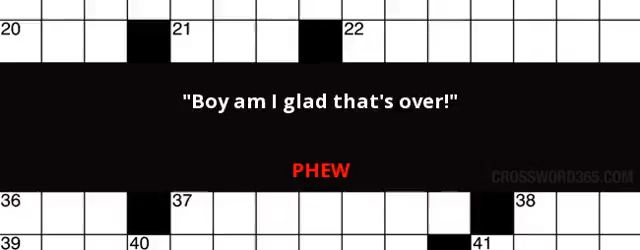 20 21 22
"Boy am I glad that's over!"
PHEW
CROSSWORD365.COM
36 37 38
39 40 41